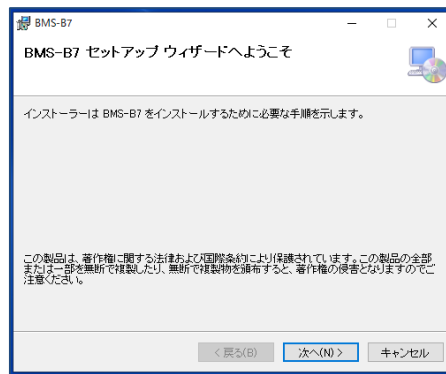 BMS-B7
BMS-B7 セットアップ ウィザードへようこそ
インストーラーは BMS-B7 をインストールするために必要な手順を示します。
この製品は、著作権に関する法律および国際条約により保護されています。この製品の全部
または一部を無断で複製したり、無断で複製物を頒布すると、著作権の侵害となりますのでご
注意ください。
< 戻る(B) 次へ(N) > キャンセル